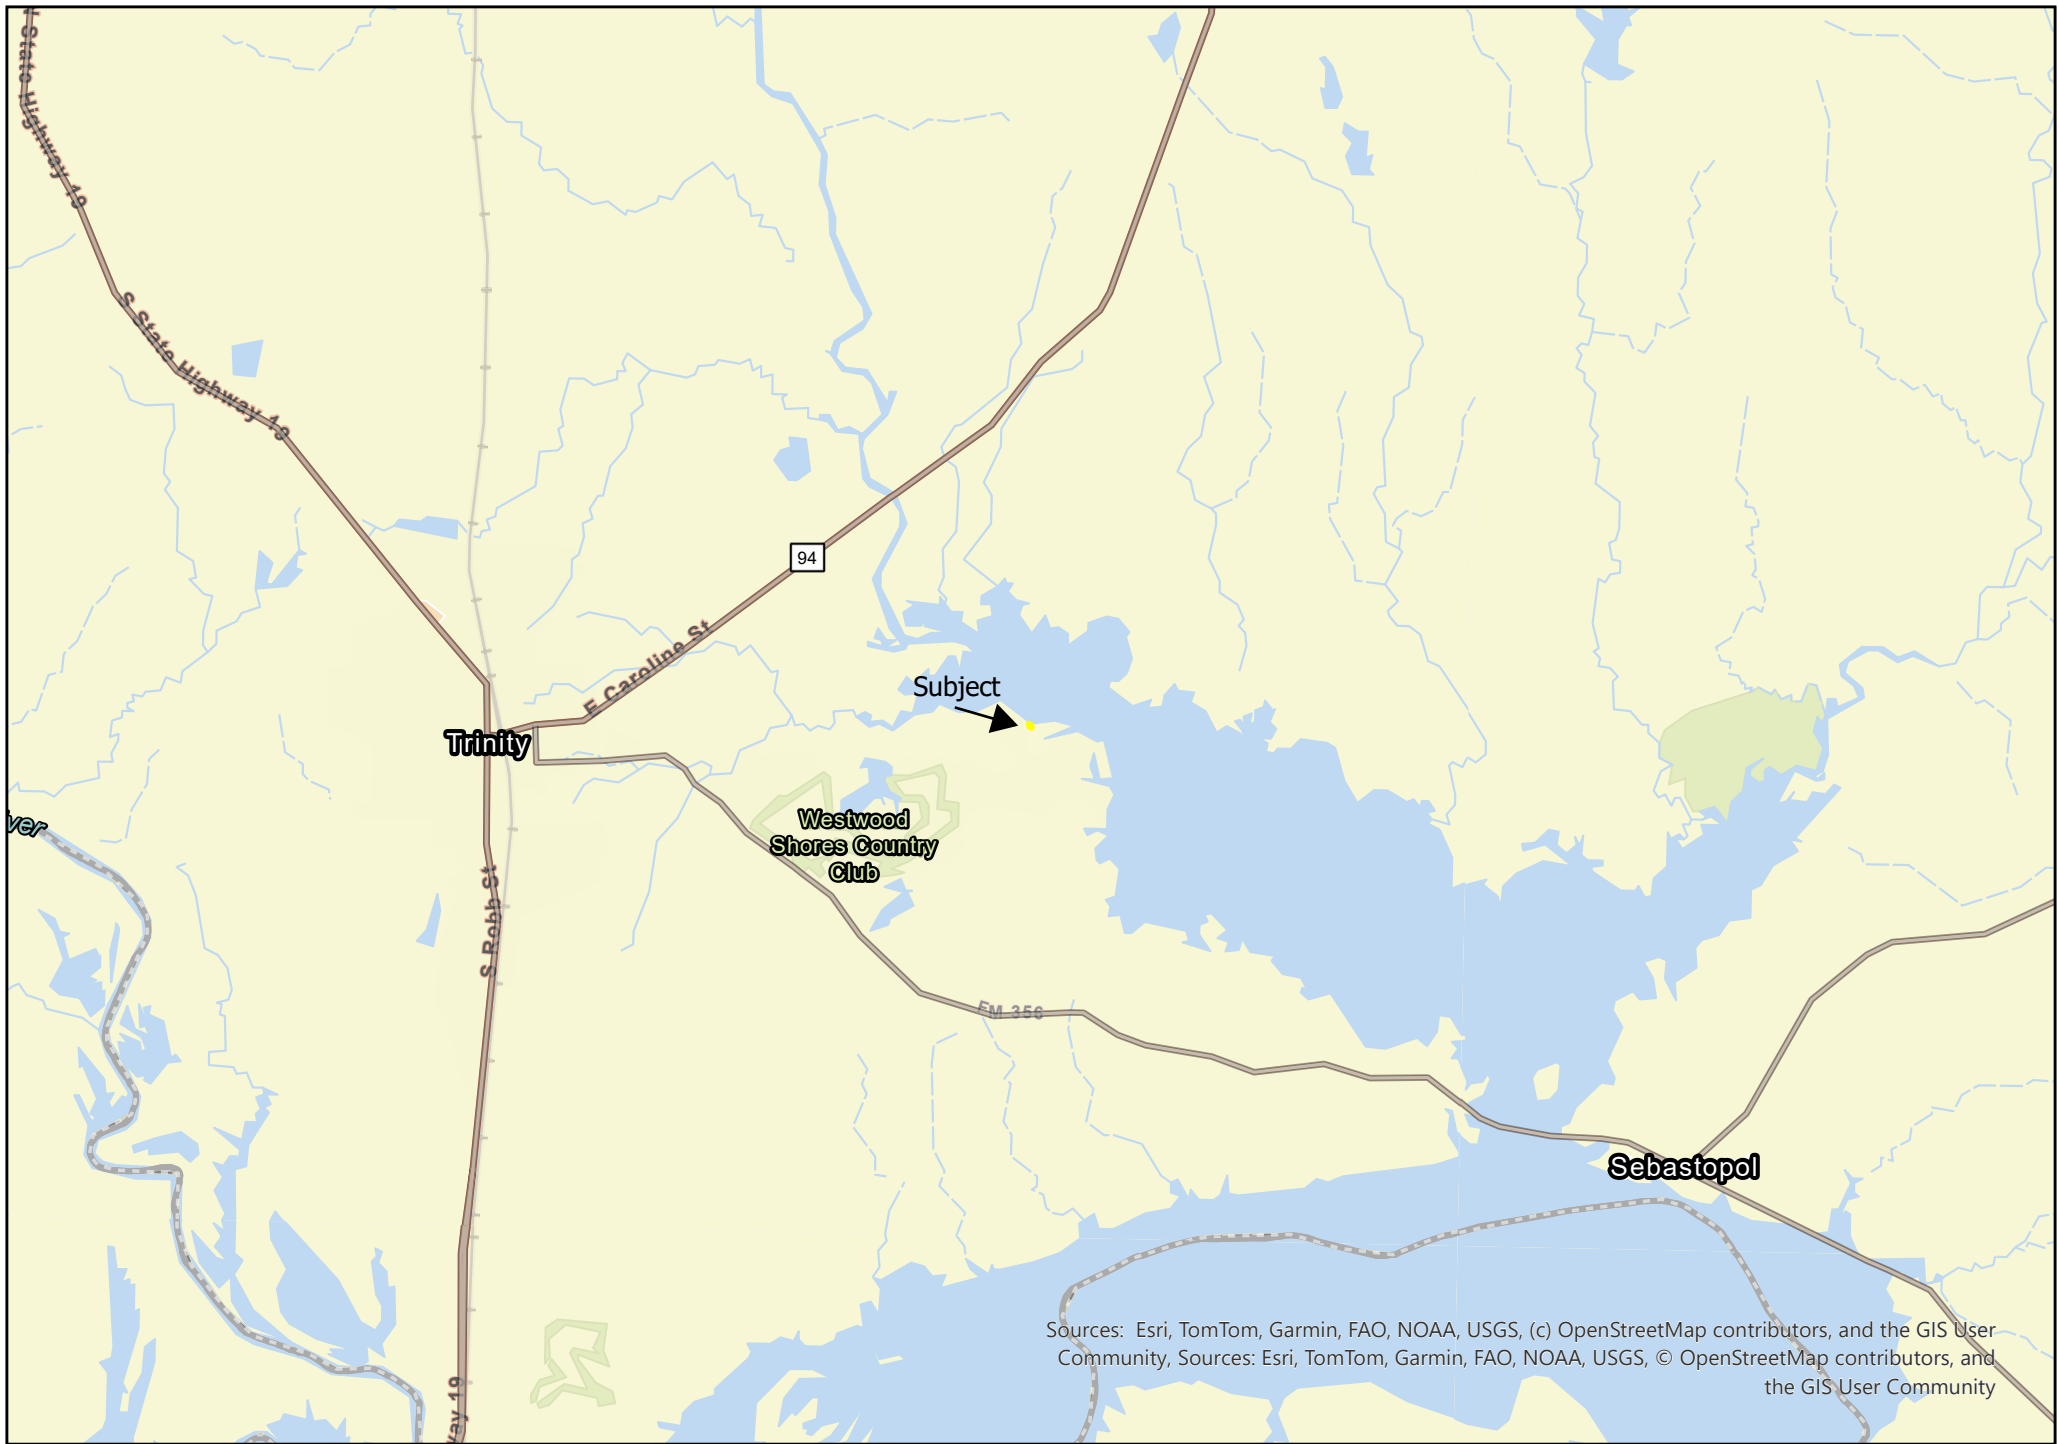 State Highway 19
S State Highway 19
94
E Caroline St
Subject
Trinity
Westwood
Shores Country
Club
ver
S Robb St
FM 356
Sebastopol
way 19
Sources: Esri, TomTom, Garmin, FAO, NOAA, USGS, (c) OpenStreetMap contributors, and the GIS User
Community, Sources: Esri, TomTom, Garmin, FAO, NOAA, USGS, © OpenStreetMap contributors, and
the GIS User Community